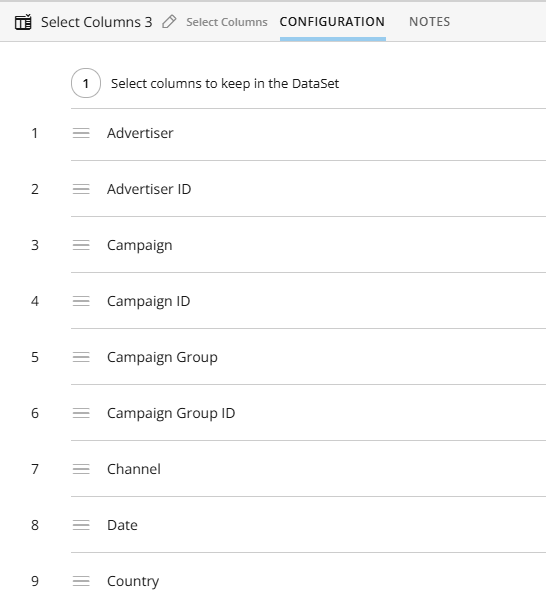 Select Columns 3 Select Columns CONFIGURATION NOTES
1 Select columns to keep in the DataSet
1 Advertiser
2 Advertiser ID
3 Campaign
4 Campaign ID
5 Campaign Group
6 Campaign Group ID
7 Channel
8 Date
9 Country